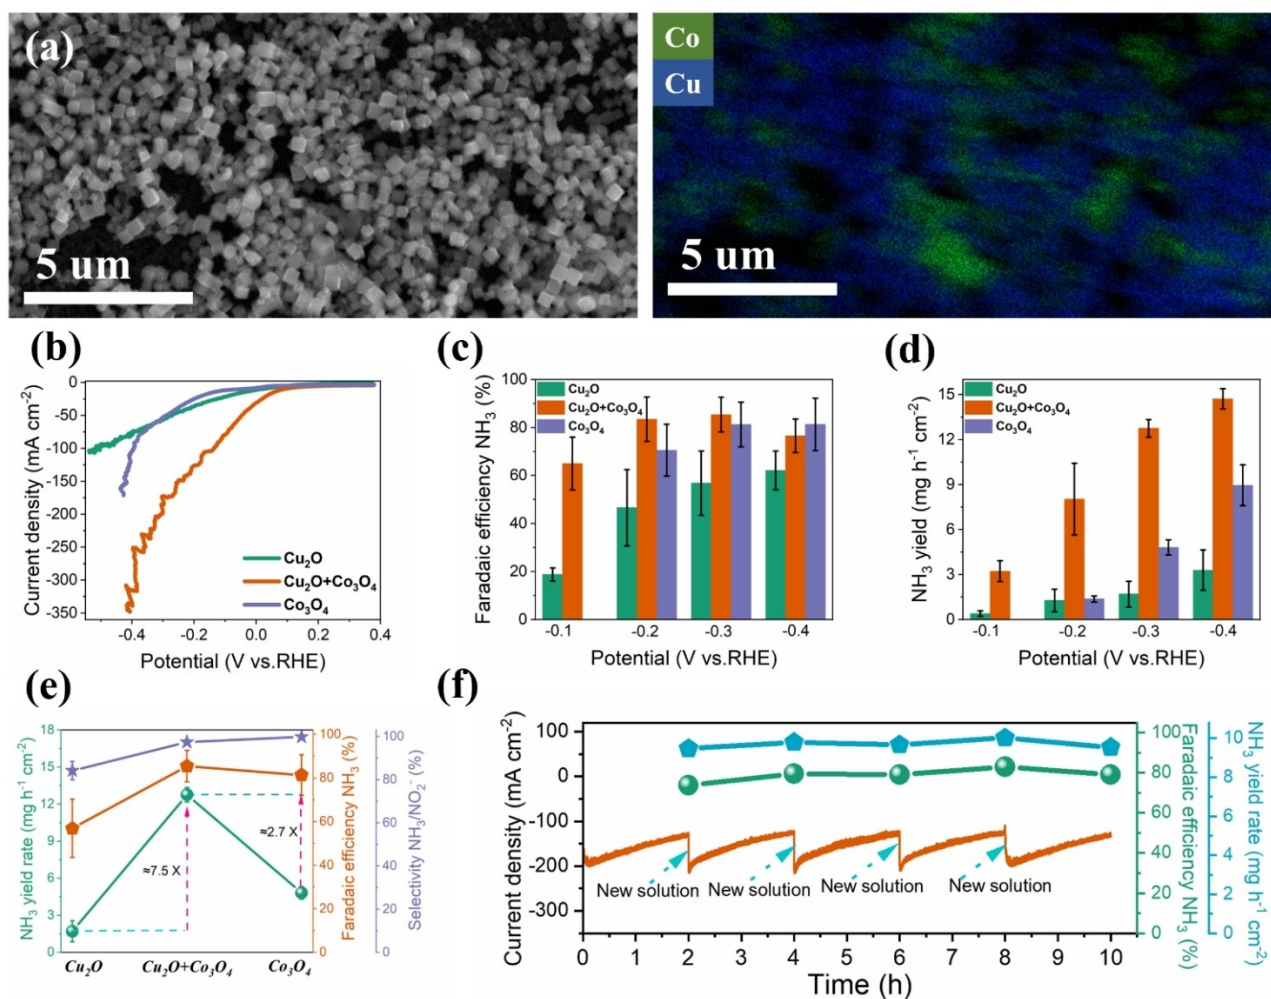 (a)
5 um
Co
Cu
5 um
(b)
Current density (mA cm⁻²)
0
-50
-100
-150
-200
-250
-300
-350
Cu₂O
Cu₂O+Co₃O₄
Co₃O₄
-0.4
-0.2
0.0
0.2
0.4
Potential (V vs.RHE)
(c)
Faradaic efficiency NH₃ (%)
100
80
60
40
20
0
Cu₂O
Cu₂O+Co₃O₄
Co₃O₄
-0.1
-0.2
-0.3
-0.4
Potential (V vs.RHE)
(d)
NH₃ yield (mg h⁻¹ cm⁻²)
15
12
9
6
3
0
Cu₂O
Cu₂O+Co₃O₄
Co₃O₄
-0.1
-0.2
-0.3
-0.4
Potential (V vs.RHE)
(e)
NH₃ yield rate (mg h⁻¹ cm⁻²)
18
15
12
9
6
3
0
≈7.5 X
≈2.7 X
Cu₂O
Cu₂O+Co₃O₄
Co₃O₄
100
80
60
40
20
0
Faradaic efficiency NH₃ (%)
100
80
60
40
20
0
Selectivity NH₃/NO₂⁻ (%)
(f)
Current density (mA cm⁻²)
100
0
-100
-200
-300
New solution
New solution
New solution
New solution
0
1
2
3
4
5
6
7
8
9
10
Time (h)
100
80
60
40
20
0
Faradaic efficiency NH₃ (%)
10
8
6
4
2
0
NH₃ yield rate (mg h⁻¹ cm⁻²)